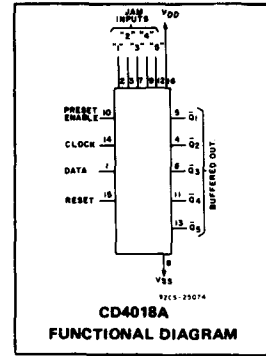 JAM
INPUTS
"2" "4"
"1" "3" "5"
VDD
2 3 7 9 12 16
PRESET
ENABLE 10
CLOCK 14
DATA 1
RESET 15
5 Q̅1
4 Q̅2
6 Q̅3
11 Q̅4
13 Q̅5
BUFFERED OUT.
8
VSS
92CS-25074
CD4018A
FUNCTIONAL DIAGRAM